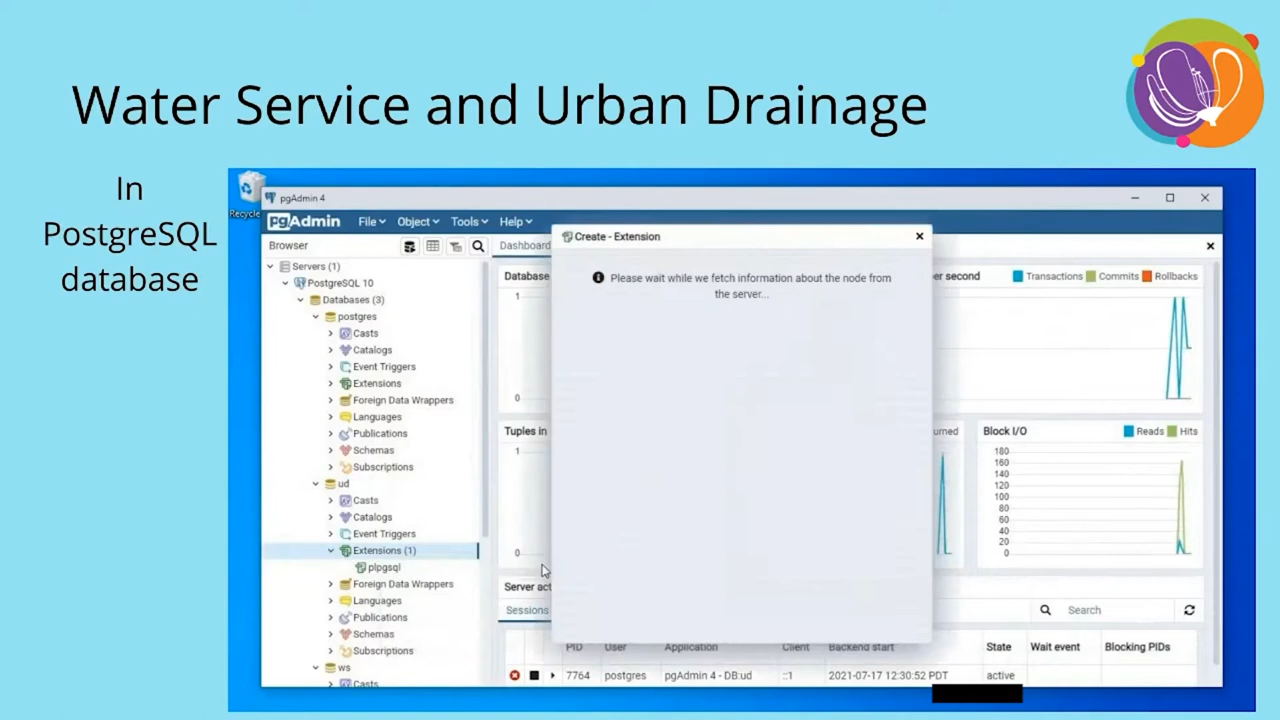 Water Service and Urban Drainage
In
PostgreSQL
database
Recycle
pgAdmin 4
pgAdmin File Object Tools Help
Browser
Dashboard
Create - Extension
Please wait while we fetch information about the node from
the server...
Servers (1)
PostgreSQL 10
Databases (3)
postgres
Casts
Catalogs
Event Triggers
Extensions
Foreign Data Wrappers
Languages
Publications
Schemas
Subscriptions
ud
Casts
Catalogs
Event Triggers
Extensions (1)
plpgsql
Foreign Data Wrappers
Languages
Publications
Schemas
Subscriptions
ws
Casts
Database
1
0
er second Transactions Commits Rollbacks
Tuples in
1
0
urned
Block I/O Reads Hits
180
160
140
120
100
80
60
40
20
0
Server act
Sessions
Search
PID User Application Client Backend start State Wait event Blocking PIDs
7764 postgres pgAdmin 4 - DB:ud ::1 2021-07-17 12:30:52 PDT active